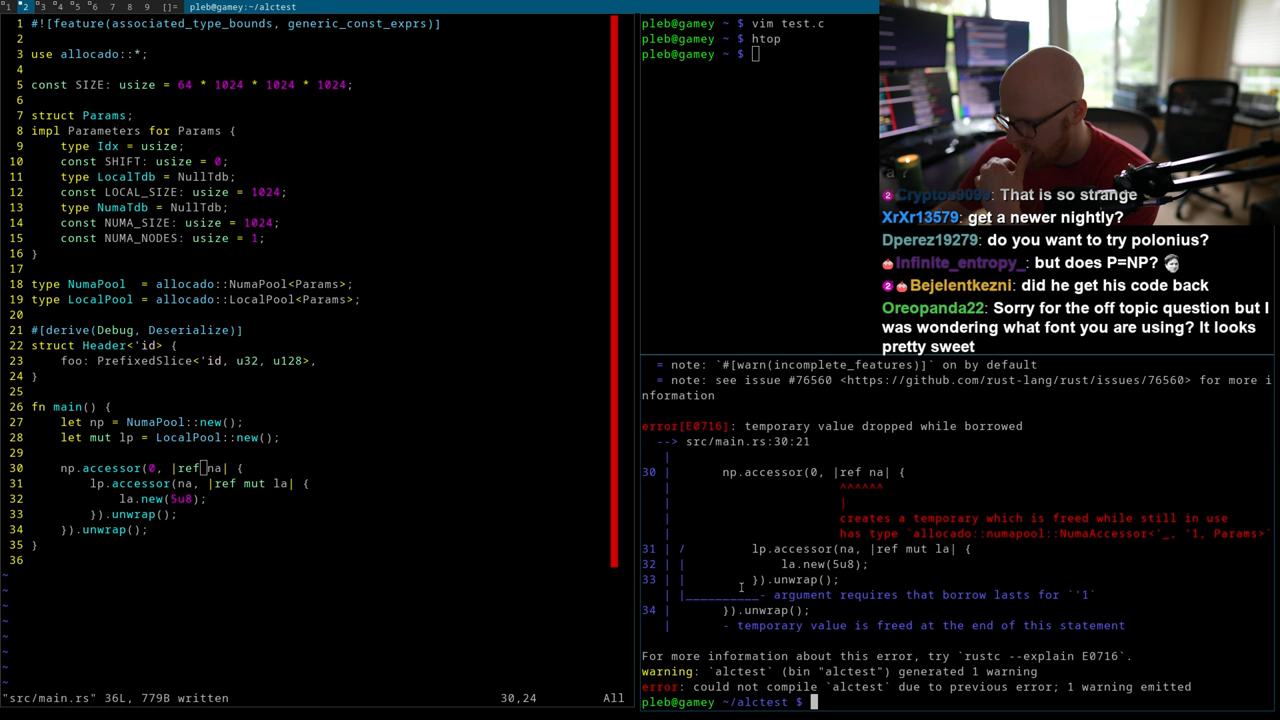 1 2 3 4 5 6 7 8 9 []= pleb@gamey:~/alctest
1 #![feature(associated_type_bounds, generic_const_exprs)]
2
3 use allocado::*;
4
5 const SIZE: usize = 64 * 1024 * 1024 * 1024;
6
7 struct Params;
8 impl Parameters for Params {
9     type Idx = usize;
10     const SHIFT: usize = 0;
11     type LocalTdb = NullTdb;
12     const LOCAL_SIZE: usize = 1024;
13     type NumaTdb = NullTdb;
14     const NUMA_SIZE: usize = 1024;
15     const NUMA_NODES: usize = 1;
16 }
17
18 type NumaPool  = allocado::NumaPool<Params>;
19 type LocalPool = allocado::LocalPool<Params>;
20
21 #[derive(Debug, Deserialize)]
22 struct Header<'id> {
23     foo: PrefixedSlice<'id, u32, u128>,
24 }
25
26 fn main() {
27     let np = NumaPool::new();
28     let mut lp = LocalPool::new();
29
30     np.accessor(0, |ref na| {
31         lp.accessor(na, |ref mut la| {
32             la.new(5u8);
33         }).unwrap();
34     }).unwrap();
35 }
36
~
~
~
~
~
~
~
~
"src/main.rs" 36L, 779B written 30,24 All
pleb@gamey ~ $ vim test.c
pleb@gamey ~ $ htop
pleb@gamey ~ $
a ?
Cryptos9099: That is so strange
XrXr13579: get a newer nightly?
Dperez19279: do you want to try polonius?
Infinite_entropy_: but does P=NP?
Bejelentkezni: did he get his code back
Oreopanda22: Sorry for the off topic question but I
was wondering what font you are using? It looks
pretty sweet
= note: `#[warn(incomplete_features)]` on by default
= note: see issue #76560 <https://github.com/rust-lang/rust/issues/76560> for more i
nformation
error[E0716]: temporary value dropped while borrowed
--> src/main.rs:30:21
|
30 |     np.accessor(0, |ref na| {
|                     ^^^^^^
|                     |
|                     creates a temporary which is freed while still in use
|                     has type `allocado::numapool::NumaAccessor<'_, '1, Params>`
31 | /         lp.accessor(na, |ref mut la| {
32 | |             la.new(5u8);
33 | |         }).unwrap();
| |__________- argument requires that borrow lasts for `'1`
34 |     }).unwrap();
|     - temporary value is freed at the end of this statement
For more information about this error, try `rustc --explain E0716`.
warning: `alctest` (bin "alctest") generated 1 warning
error: could not compile `alctest` due to previous error; 1 warning emitted
pleb@gamey ~/alctest $